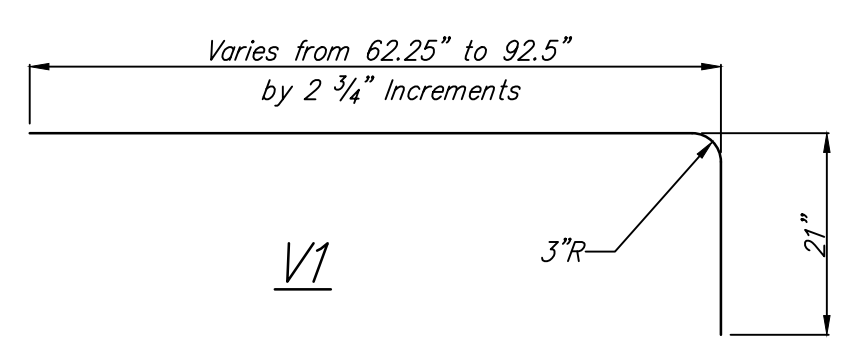 Varies from 62.25" to 92.5"
by 2 3/4" Increments
3"R
21"
V1